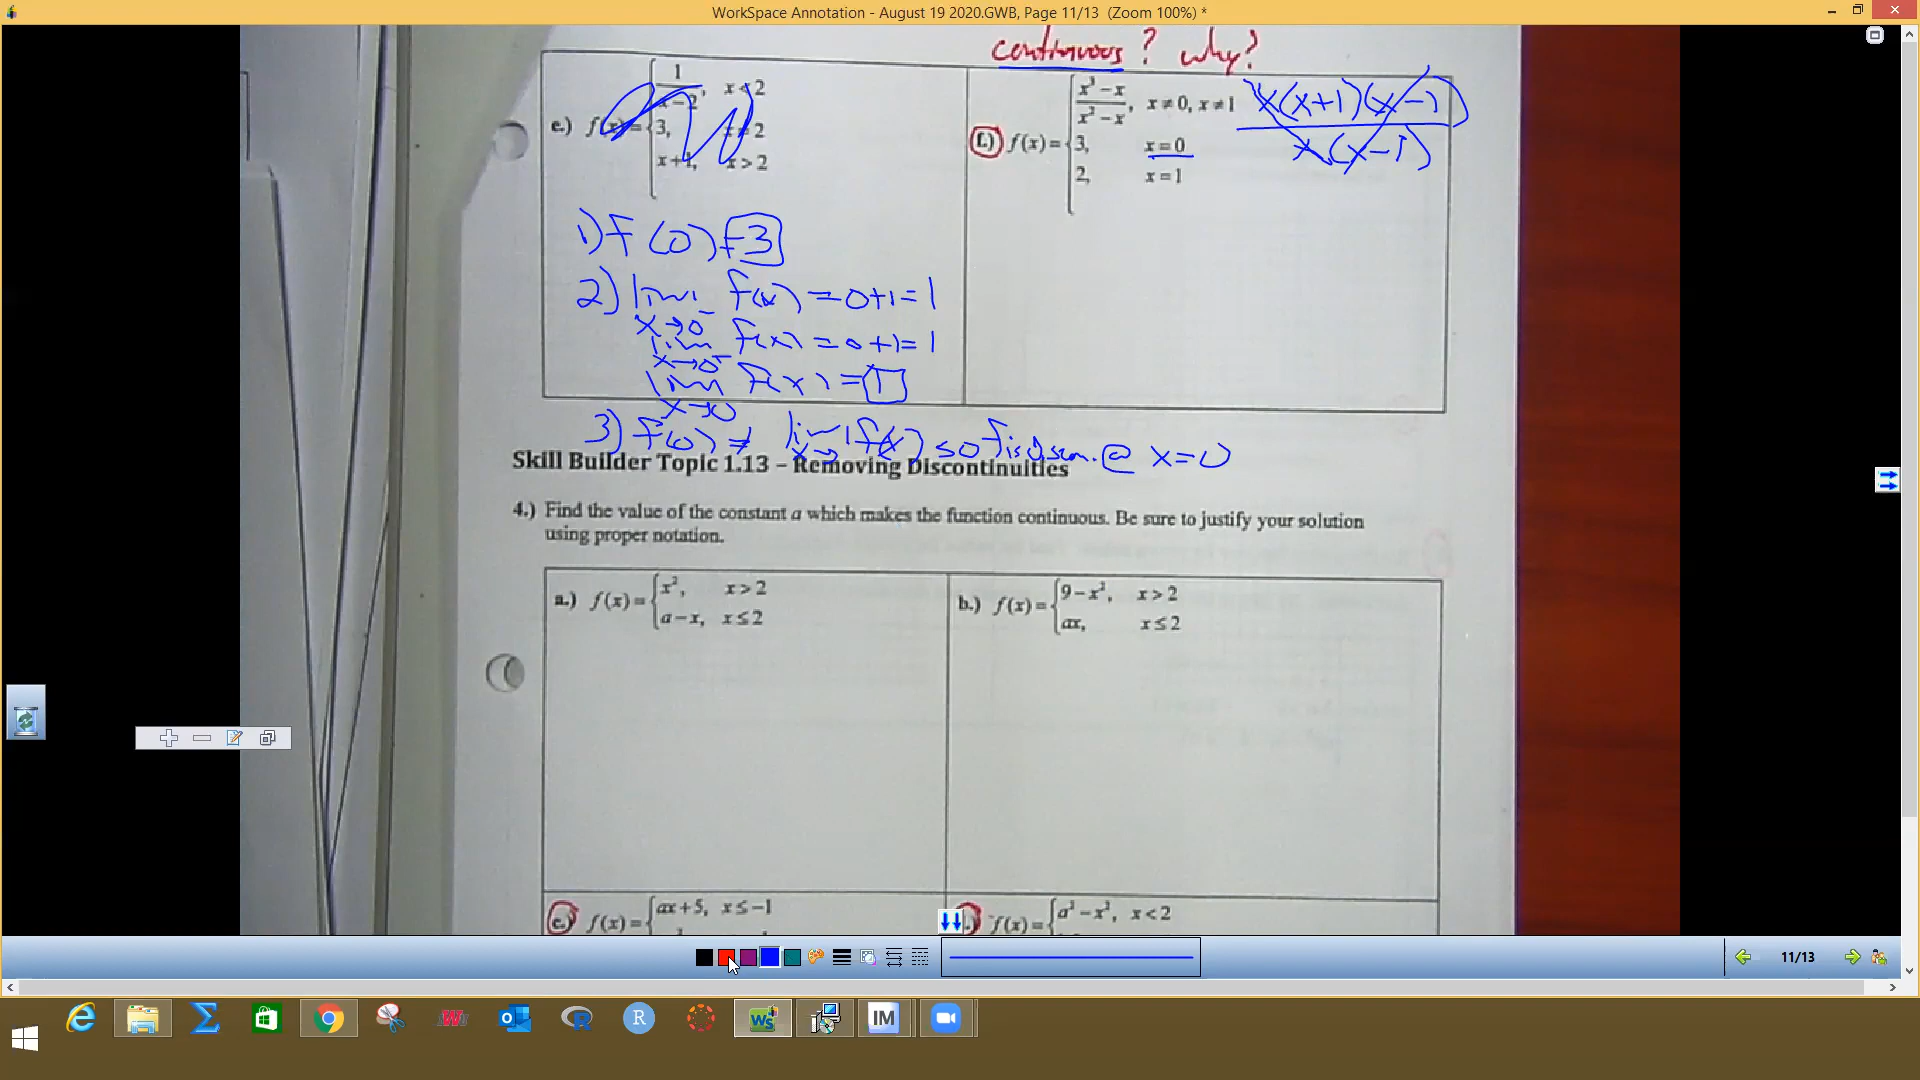 WorkSpace Annotation - August 19 2020.GWB, Page 11/13 (Zoom 100%) *
continuous? why?
e.) f(x) = { 1/(x-2), x < 2
3, x = 2
x+1, x > 2
f.) f(x) = { (x³-x)/(x²-x), x≠0, x≠1
3, x=0
2, x=1
x(x+1)(x-1)
x(x-1)
1) f(0) = 3
2) lim x→0⁻ f(x) = 0+1 = 1
lim x→0⁻ f(x) = 0+1 = 1
lim x→0 f(x) = 1
3) f(0) ≠ lim x→ f(x) so f is discon. @ x=0
Skill Builder Topic 1.13 – Removing Discontinuities
4.) Find the value of the constant a which makes the function continuous. Be sure to justify your solution
using proper notation.
a.) f(x) = { x², x > 2
a-x, x ≤ 2
b.) f(x) = { 9-x², x > 2
ax, x ≤ 2
c.) f(x) = { ax+5, x ≤ -1
f(x) = { a²-x², x < 2
11/13
WS
IM
R
R